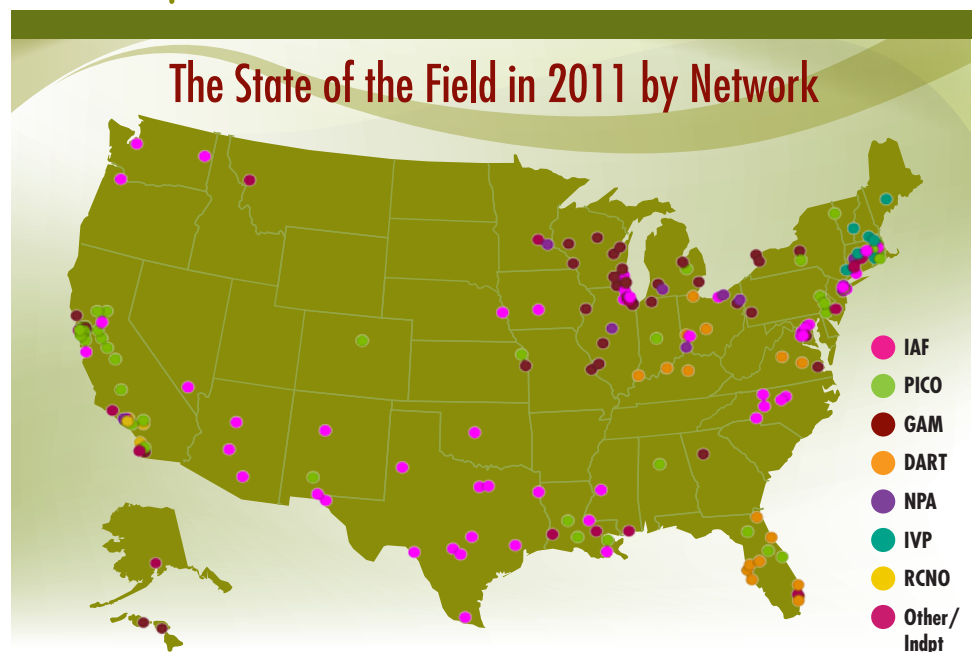 The State of the Field in 2011 by Network
IAF
PICO
GAM
DART
NPA
IVP
RCNO
Other/
Indpt